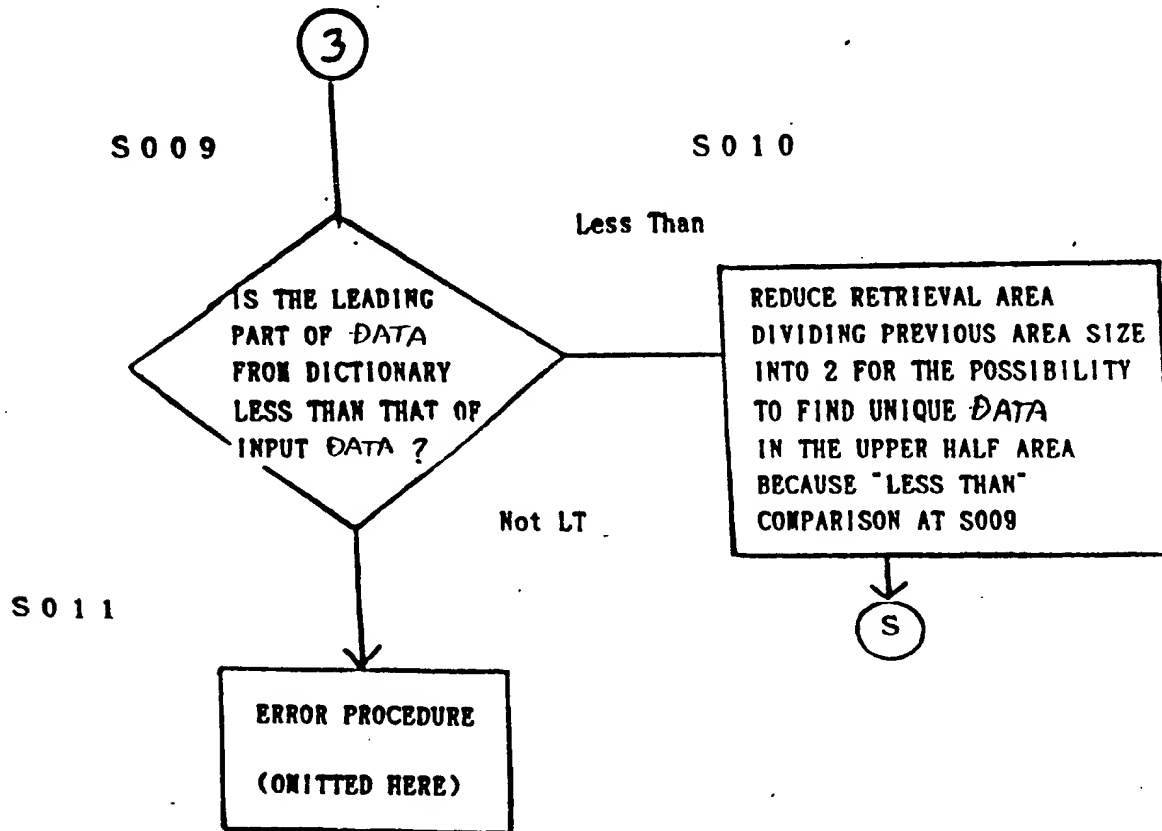 3
S009
S010
Less Than
IS THE LEADING
PART OF DATA
FROM DICTIONARY
LESS THAN THAT OF
INPUT DATA ?
REDUCE RETRIEVAL AREA
DIVIDING PREVIOUS AREA SIZE
INTO 2 FOR THE POSSIBILITY
TO FIND UNIQUE DATA
IN THE UPPER HALF AREA
BECAUSE "LESS THAN"
COMPARISON AT S009
Not LT
S011
S
ERROR PROCEDURE
(OMITTED HERE)